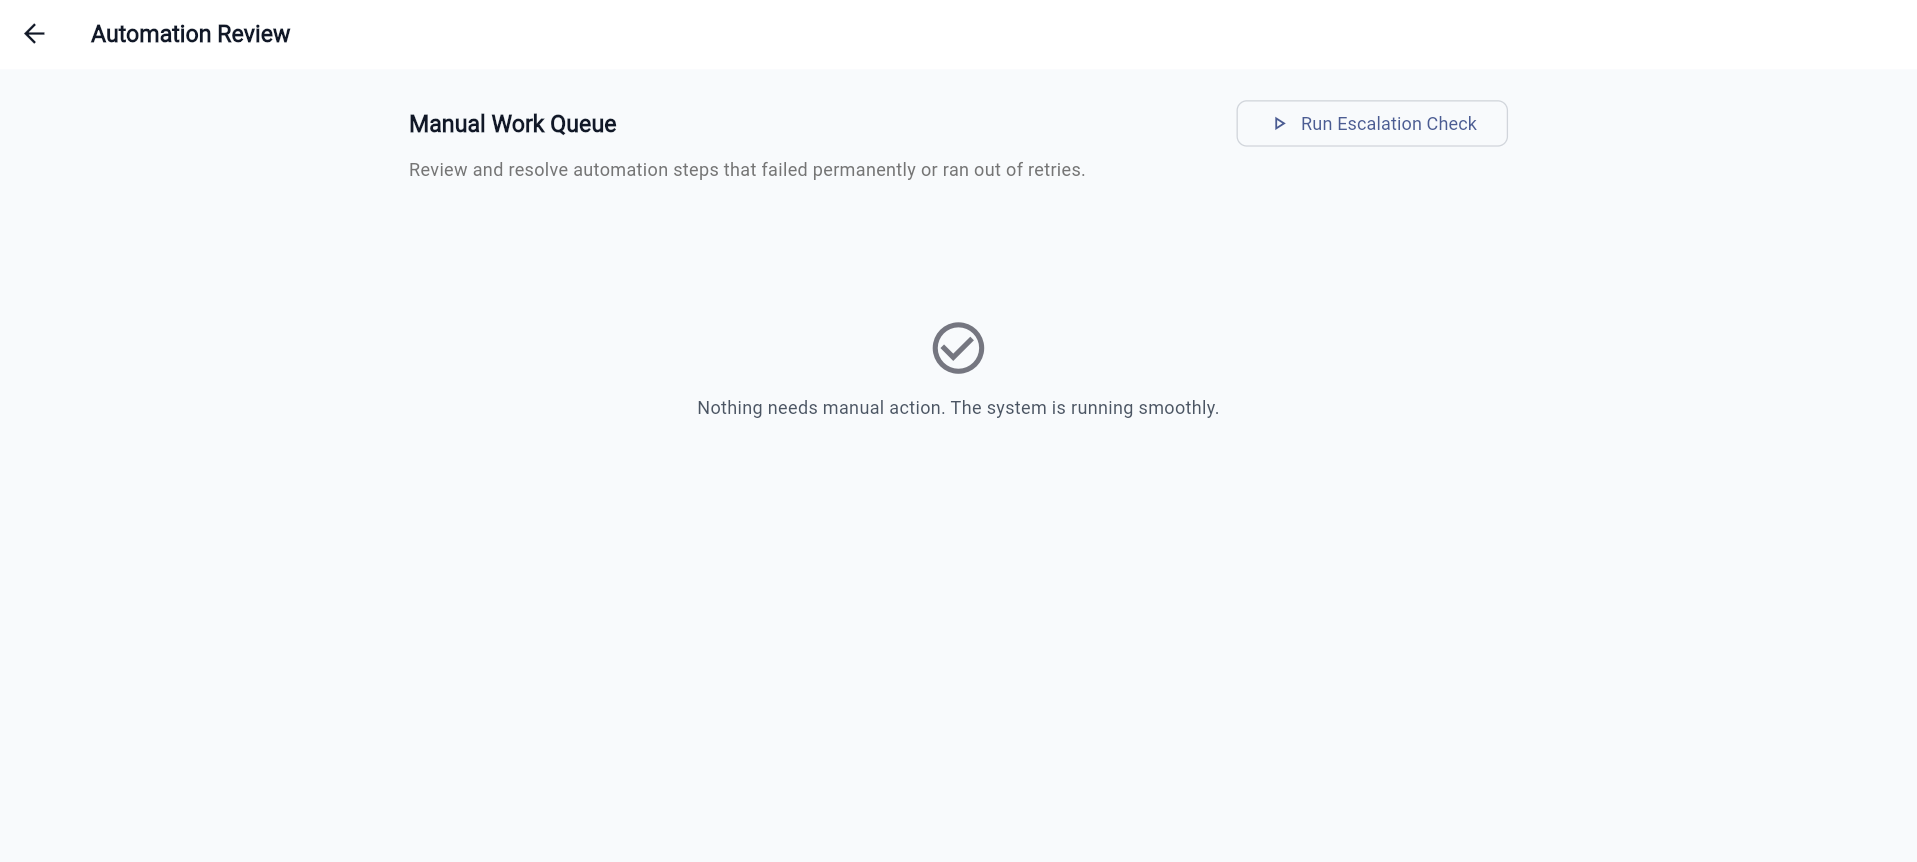 Automation Review
Manual Work Queue
Run Escalation Check
Review and resolve automation steps that failed permanently or ran out of retries.
Nothing needs manual action. The system is running smoothly.